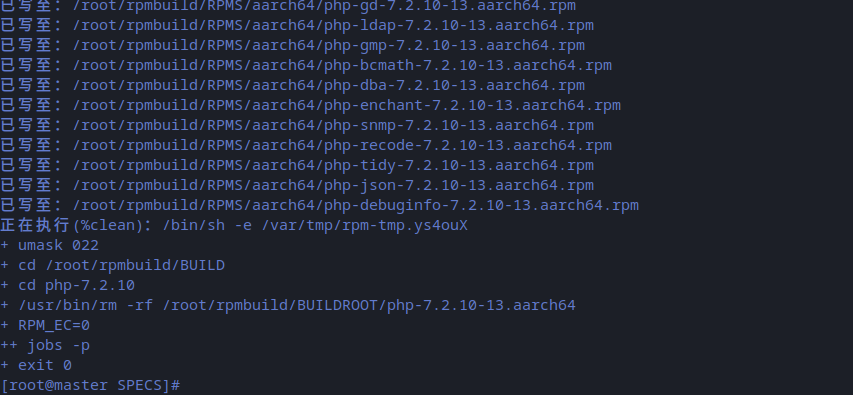 已写至：/root/rpmbuild/RPMS/aarch64/php-gd-7.2.10-13.aarch64.rpm
已写至：/root/rpmbuild/RPMS/aarch64/php-ldap-7.2.10-13.aarch64.rpm
已写至：/root/rpmbuild/RPMS/aarch64/php-gmp-7.2.10-13.aarch64.rpm
已写至：/root/rpmbuild/RPMS/aarch64/php-bcmath-7.2.10-13.aarch64.rpm
已写至：/root/rpmbuild/RPMS/aarch64/php-dba-7.2.10-13.aarch64.rpm
已写至：/root/rpmbuild/RPMS/aarch64/php-enchant-7.2.10-13.aarch64.rpm
已写至：/root/rpmbuild/RPMS/aarch64/php-snmp-7.2.10-13.aarch64.rpm
已写至：/root/rpmbuild/RPMS/aarch64/php-recode-7.2.10-13.aarch64.rpm
已写至：/root/rpmbuild/RPMS/aarch64/php-tidy-7.2.10-13.aarch64.rpm
已写至：/root/rpmbuild/RPMS/aarch64/php-json-7.2.10-13.aarch64.rpm
已写至：/root/rpmbuild/RPMS/aarch64/php-debuginfo-7.2.10-13.aarch64.rpm
正在执行(%clean)：/bin/sh -e /var/tmp/rpm-tmp.ys4ouX
+ umask 022
+ cd /root/rpmbuild/BUILD
+ cd php-7.2.10
+ /usr/bin/rm -rf /root/rpmbuild/BUILDROOT/php-7.2.10-13.aarch64
+ RPM_EC=0
++ jobs -p
+ exit 0
[root@master SPECS]#